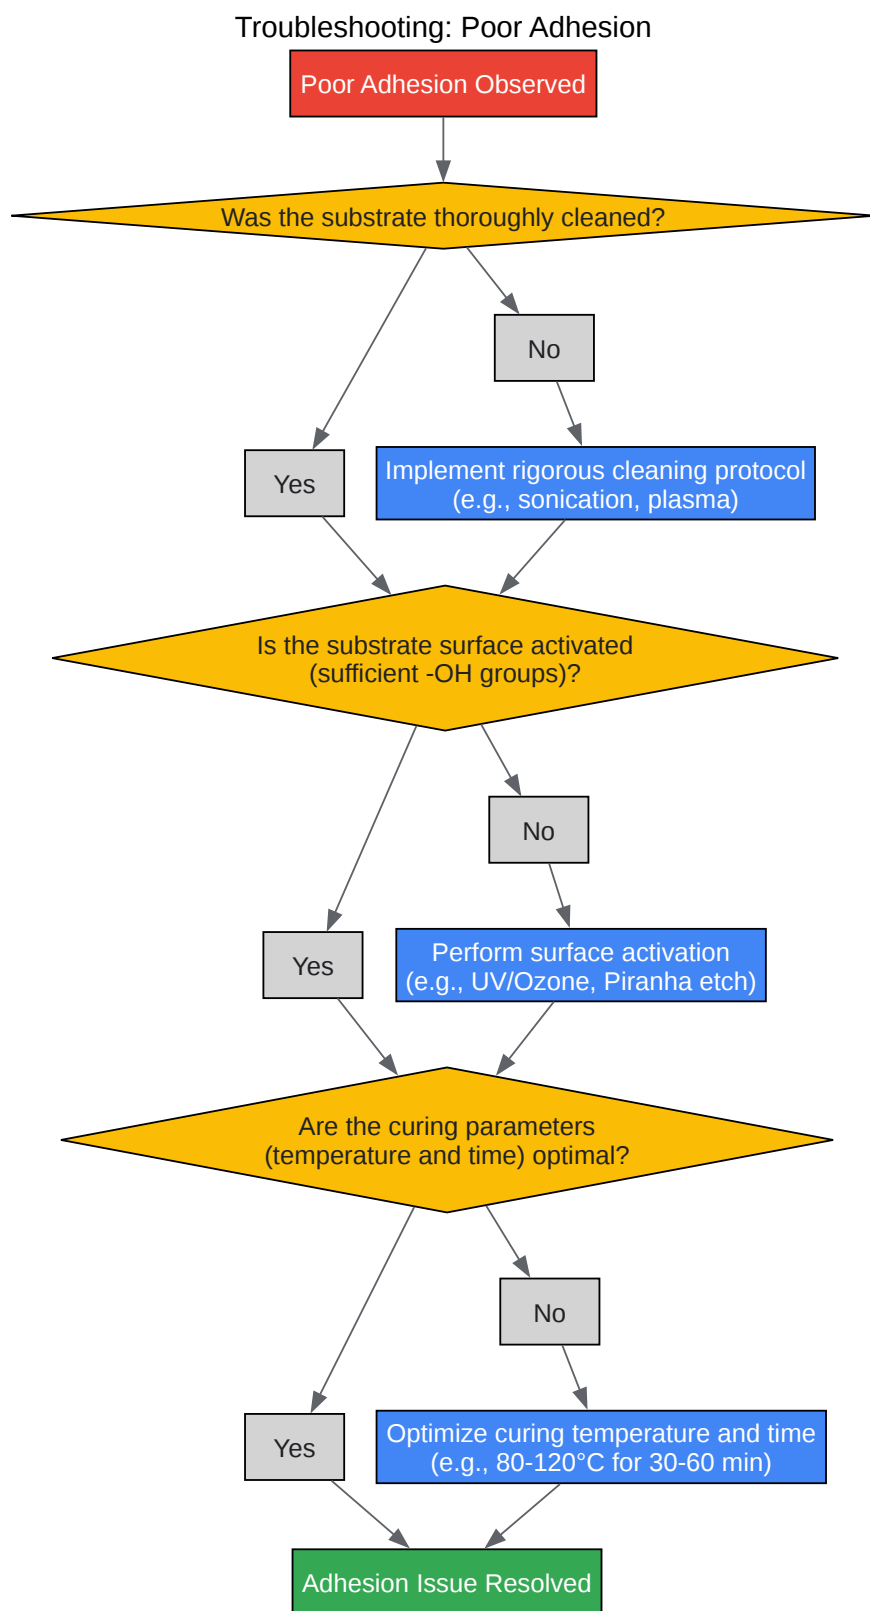 Troubleshooting: Poor Adhesion
Poor Adhesion Observed
Was the substrate thoroughly cleaned?
No
Yes
Implement rigorous cleaning protocol
(e.g., sonication, plasma)
Is the substrate surface activated
(sufficient -OH groups)?
No
Yes
Perform surface activation
(e.g., UV/Ozone, Piranha etch)
Are the curing parameters
(temperature and time) optimal?
No
Yes
Optimize curing temperature and time
(e.g., 80-120°C for 30-60 min)
Adhesion Issue Resolved